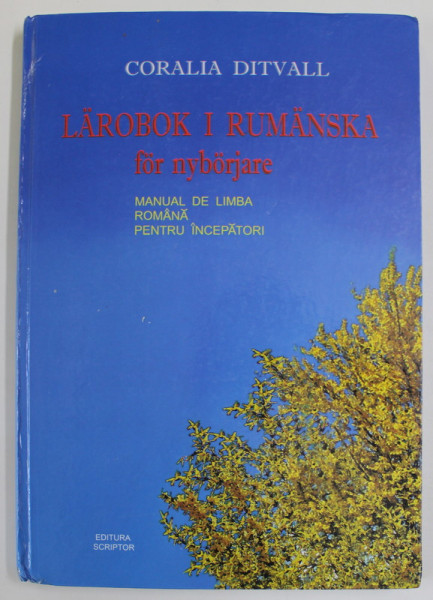 CORALIA DITVALL
LÄROBOK I RUMÄNSKA
för nybörjare
MANUAL DE LIMBA
ROMÂNĂ
PENTRU ÎNCEPĂTORI
EDITURA
SCRIPTOR